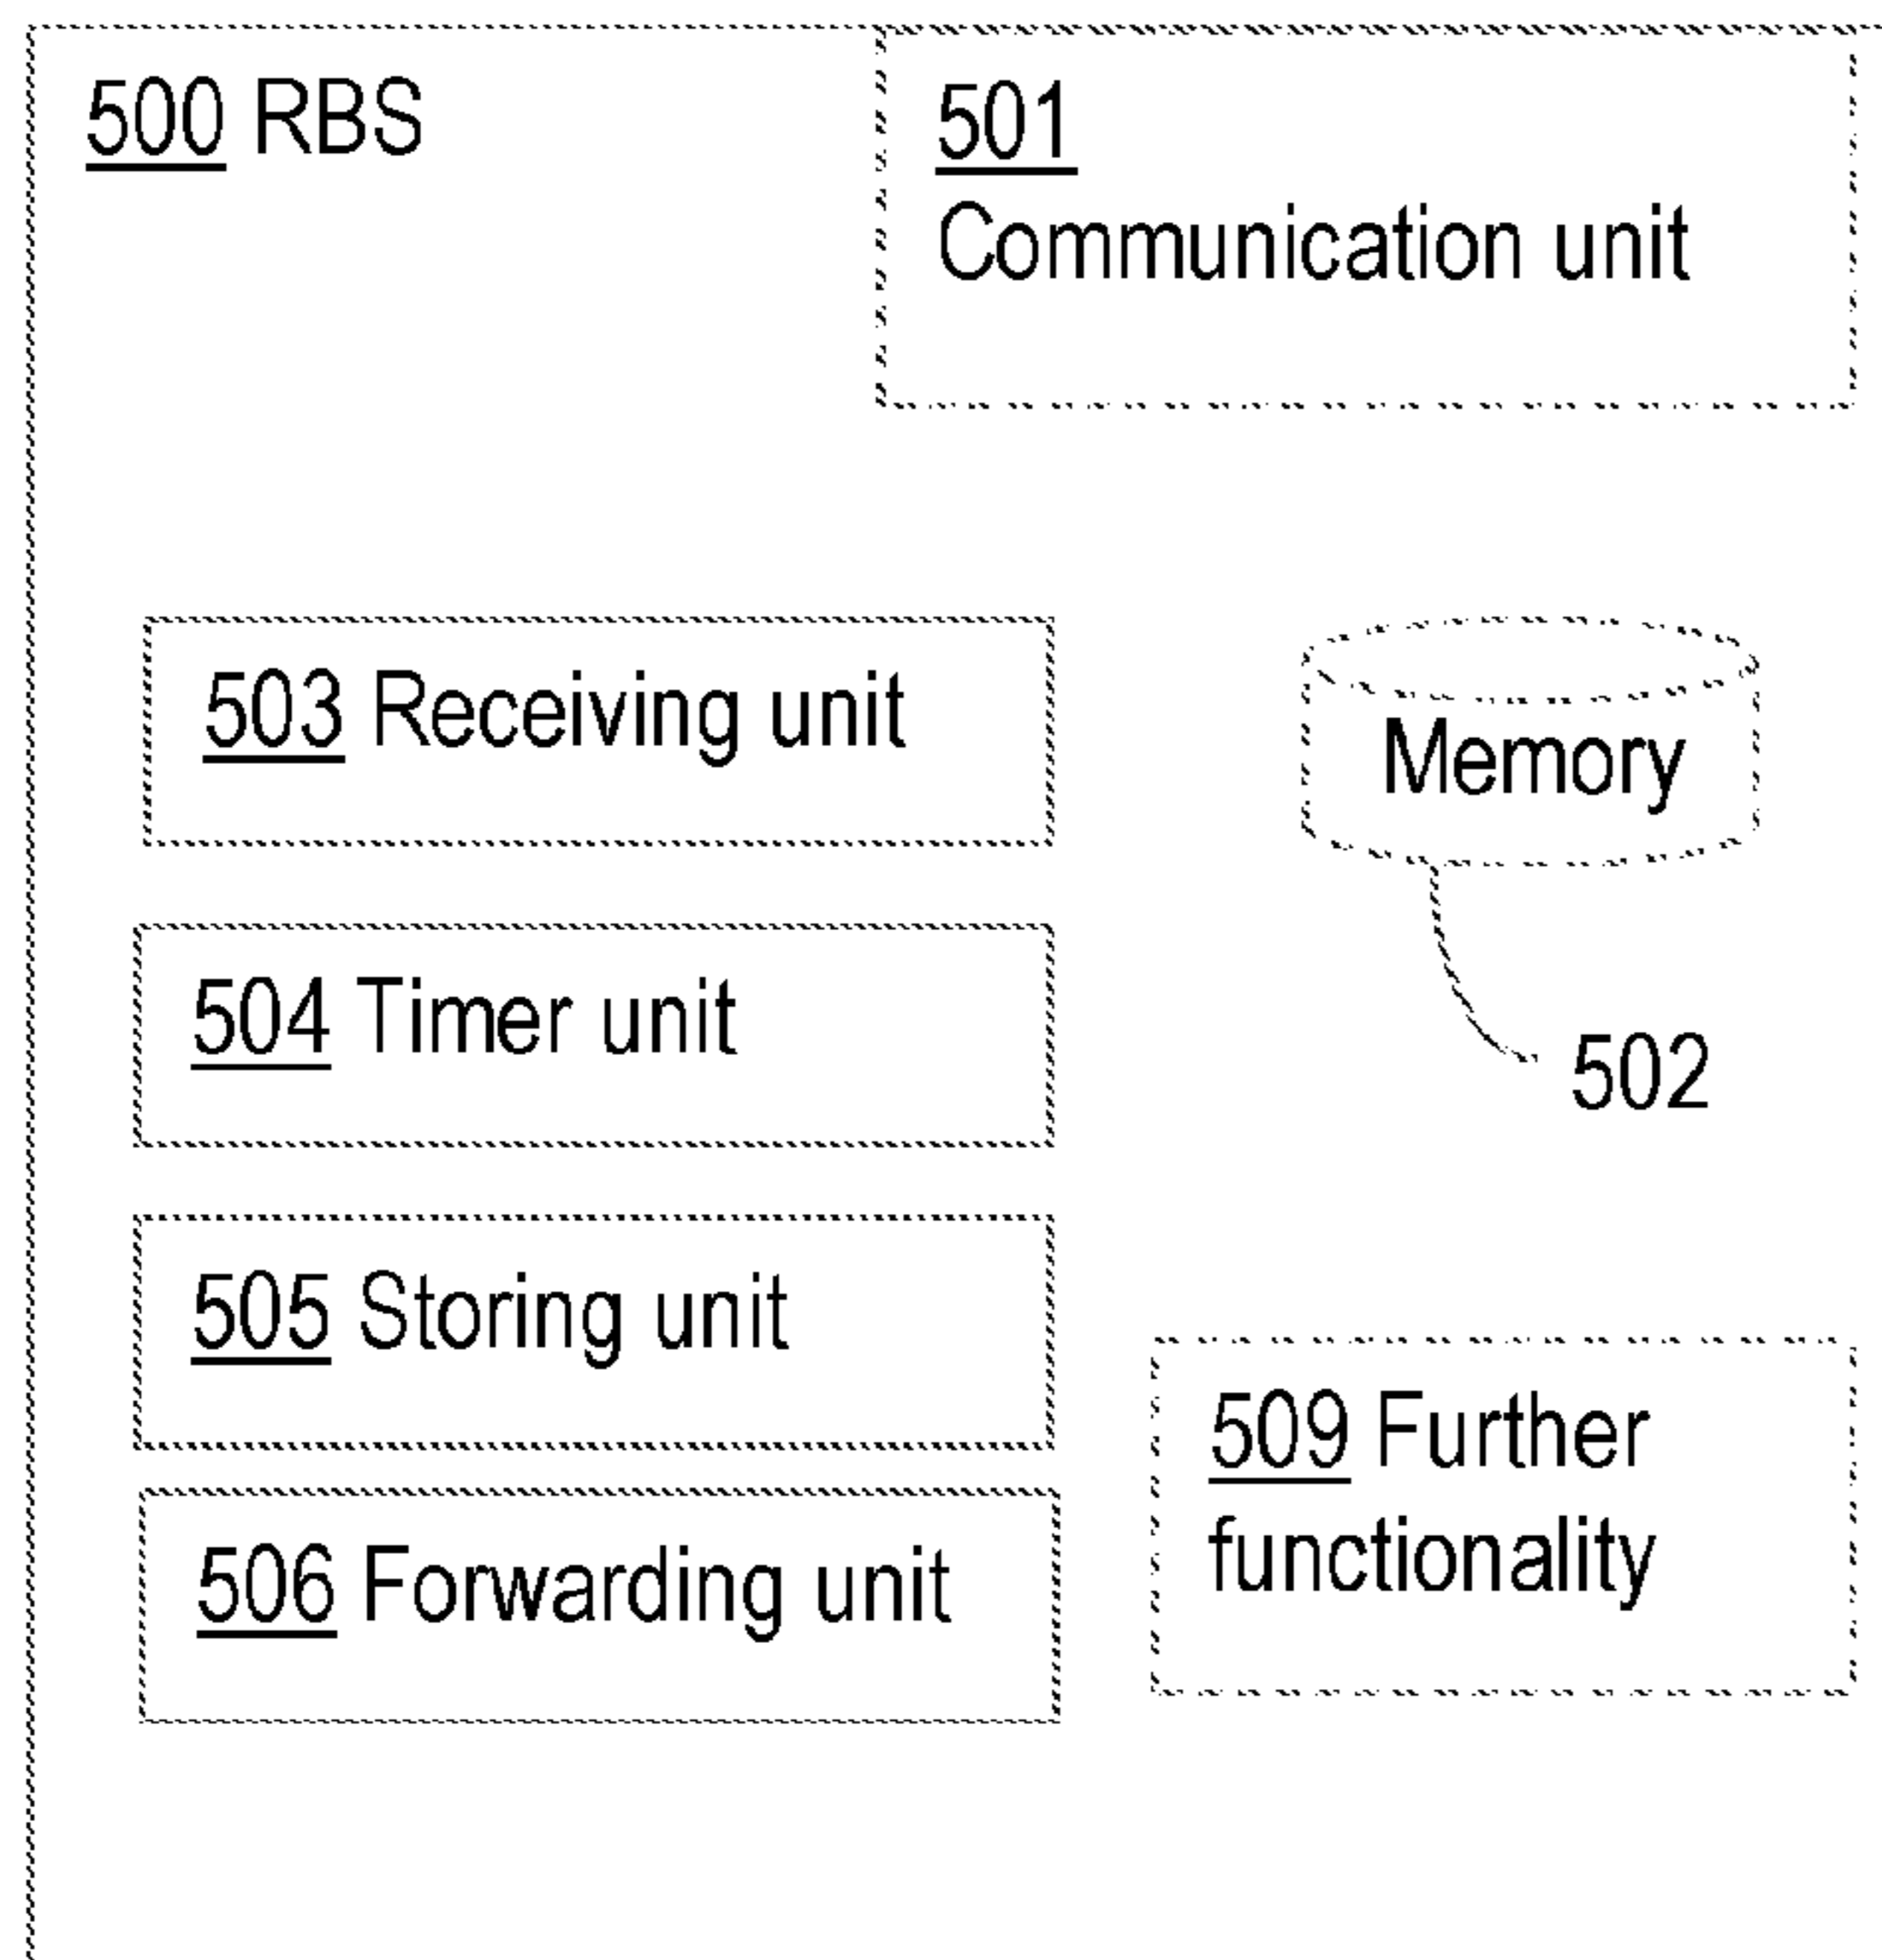 500 RBS
501
Communication unit
503 Receiving unit
Memory
504 Timer unit
502
505 Storing unit
509 Further
functionality
506 Forwarding unit